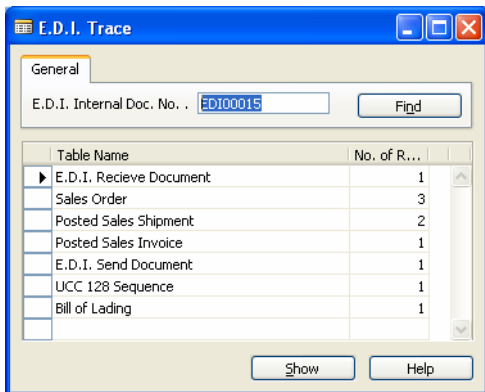 E.D.I. Trace
General
E.D.I. Internal Doc. No. . EDI00015 Find
Table Name No. of R...
E.D.I. Recieve Document 1
Sales Order 3
Posted Sales Shipment 2
Posted Sales Invoice 1
E.D.I. Send Document 1
UCC 128 Sequence 1
Bill of Lading 1
Show Help